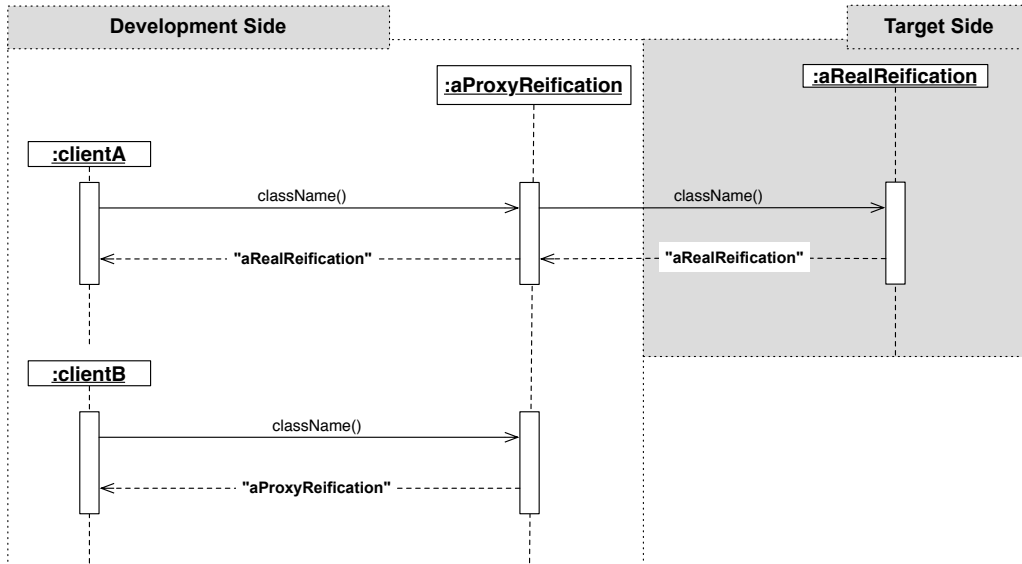 Development Side
Target Side
:aProxyReification
:aRealReification
:clientA
className()
className()
"aRealReification"
"aRealReification"
:clientB
className()
"aProxyReification"